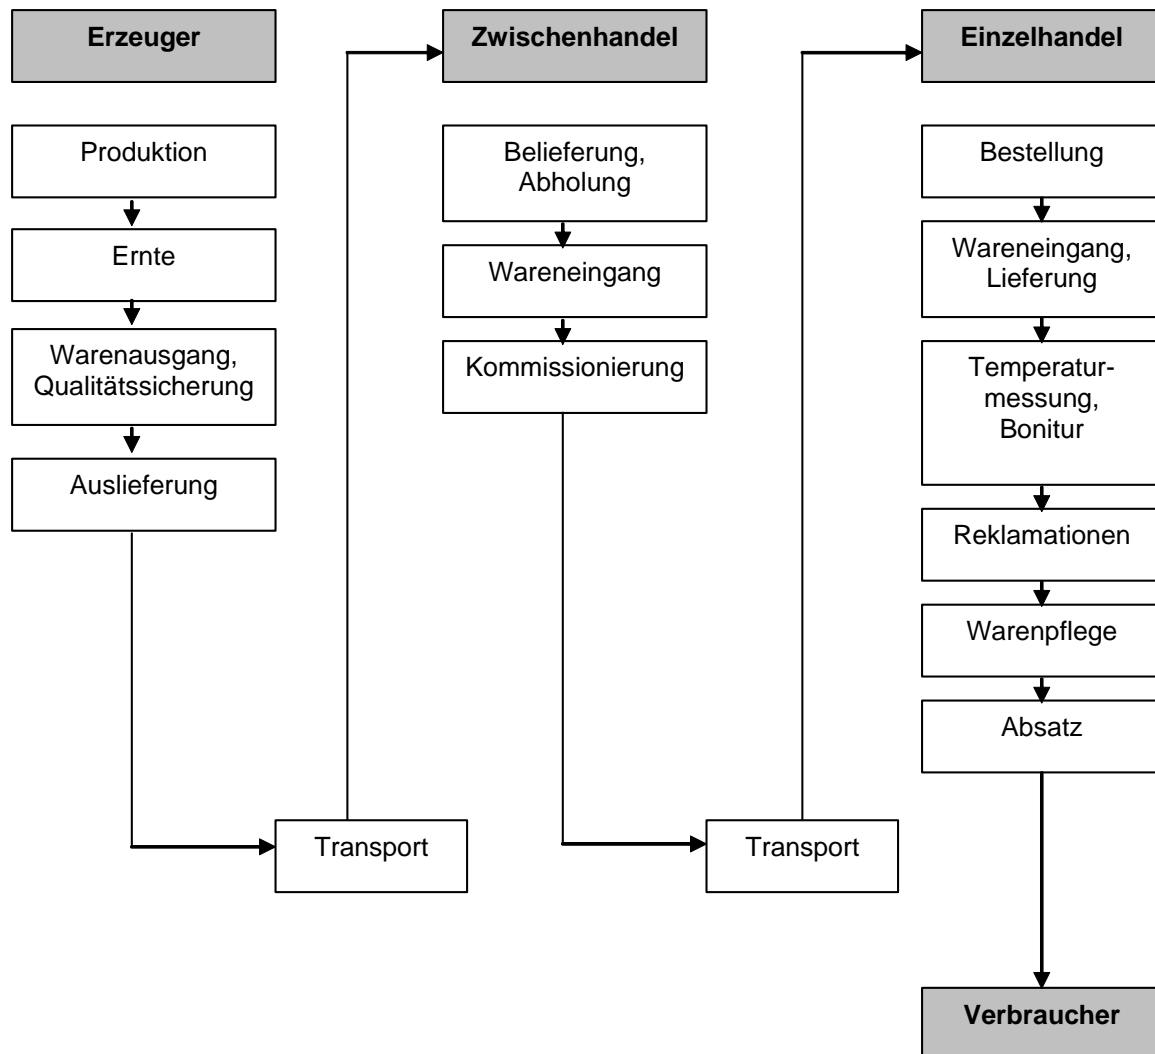 Erzeuger
Produktion
Ernte
Warenausgang,
Qualitätssicherung
Auslieferung
Transport
Zwischenhandel
Belieferung,
Abholung
Wareneingang
Kommissionierung
Transport
Einzelhandel
Bestellung
Wareneingang,
Lieferung
Temperatur-
messung,
Bonitur
Reklamationen
Warenpflege
Absatz
Verbraucher